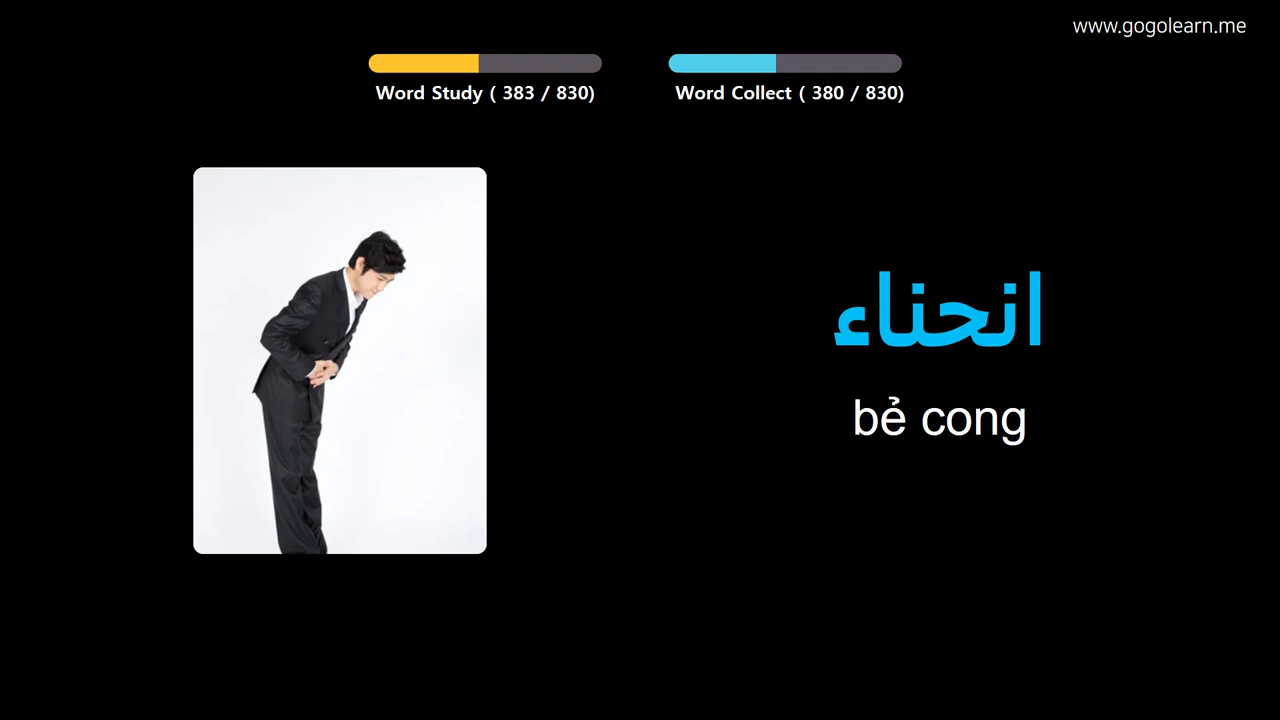 www.gogolearn.me
Word Study ( 383 / 830)
Word Collect ( 380 / 830)
انحناء
bẻ cong